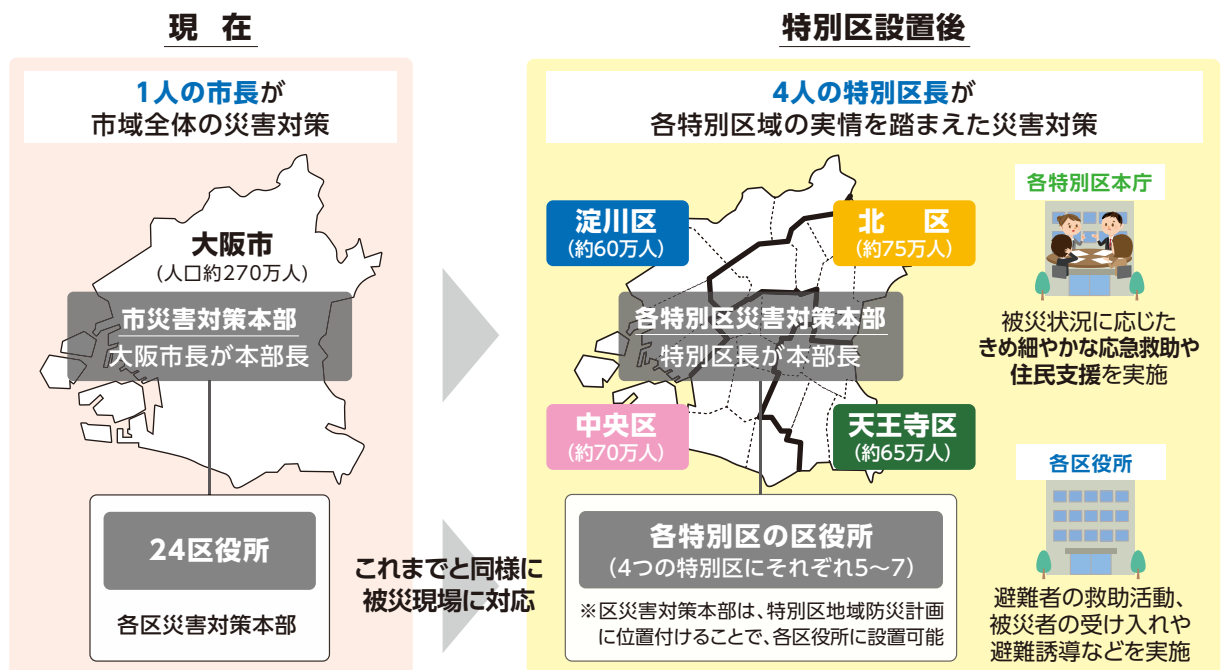 現 在
1人の市長が
市域全体の災害対策
大阪市
(人口約270万人)
市災害対策本部
大阪市長が本部長
24区役所
各区災害対策本部
これまでと同様に
被災現場に対応
特別区設置後
4人の特別区長が
各特別区域の実情を踏まえた災害対策
淀川区
(約60万人)
北 区
(約75万人)
各特別区災害対策本部
特別区長が本部長
中央区
(約70万人)
天王寺区
(約65万人)
各特別区の区役所
(4つの特別区にそれぞれ5〜7)
※区災害対策本部は、特別区地域防災計画
に位置付けることで、各区役所に設置可能
各特別区本庁
被災状況に応じた
きめ細やかな応急救助や
住民支援を実施
各区役所
避難者の救助活動、
被災者の受け入れや
避難誘導などを実施